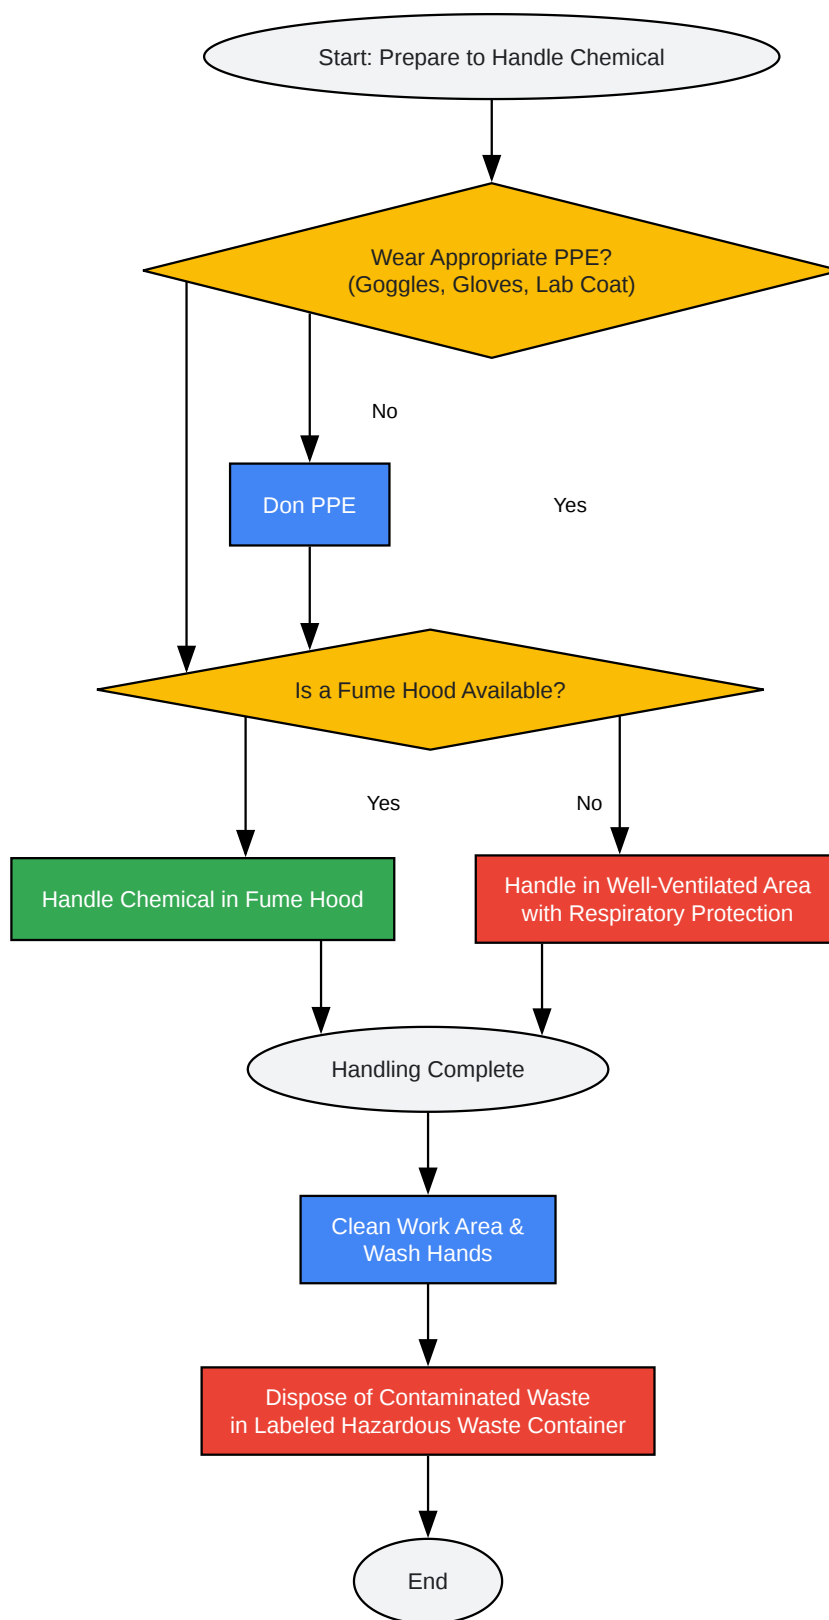 Start: Prepare to Handle Chemical
Wear Appropriate PPE?
(Goggles, Gloves, Lab Coat)
No
Don PPE
Yes
Is a Fume Hood Available?
Yes
No
Handle Chemical in Fume Hood
Handle in Well-Ventilated Area
with Respiratory Protection
Handling Complete
Clean Work Area &
Wash Hands
Dispose of Contaminated Waste
in Labeled Hazardous Waste Container
End